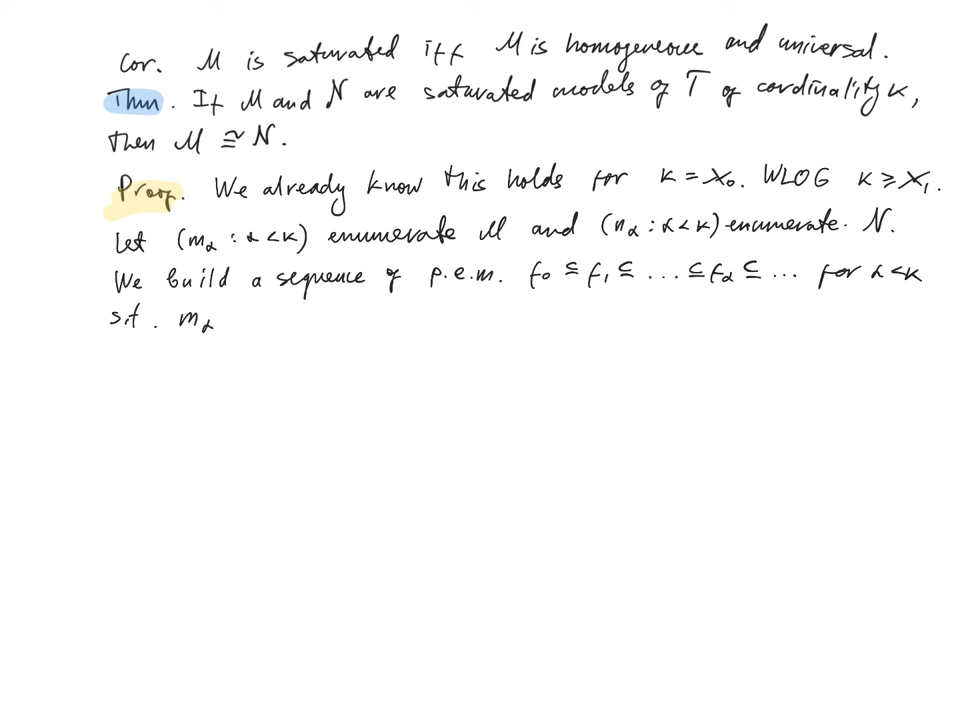 Cor. M is saturated iff M is homogeneous and universal.
Thm. If M and N are saturated models of T of cardinality κ,
then M ≅ N.
Proof. We already know this holds for κ = ℵ₀. WLOG κ ⩾ ℵ₁.
Let (m_α : α < κ) enumerate M and (n_α : α < κ) enumerate N.
We build a sequence of p.e.m. f₀ ⊆ f₁ ⊆ ... ⊆ f_α ⊆ ... for α < κ
s.t. m_α